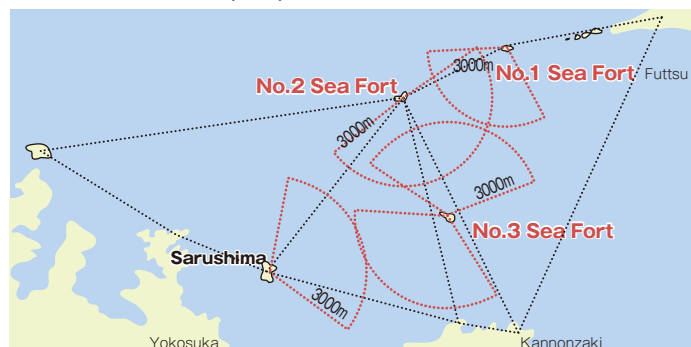 3000m
No.1 Sea Fort
No.2 Sea Fort
Futtsu
3000m
3000m
No.3 Sea Fort
Sarushima
3000m
Yokosuka
Kannonzaki